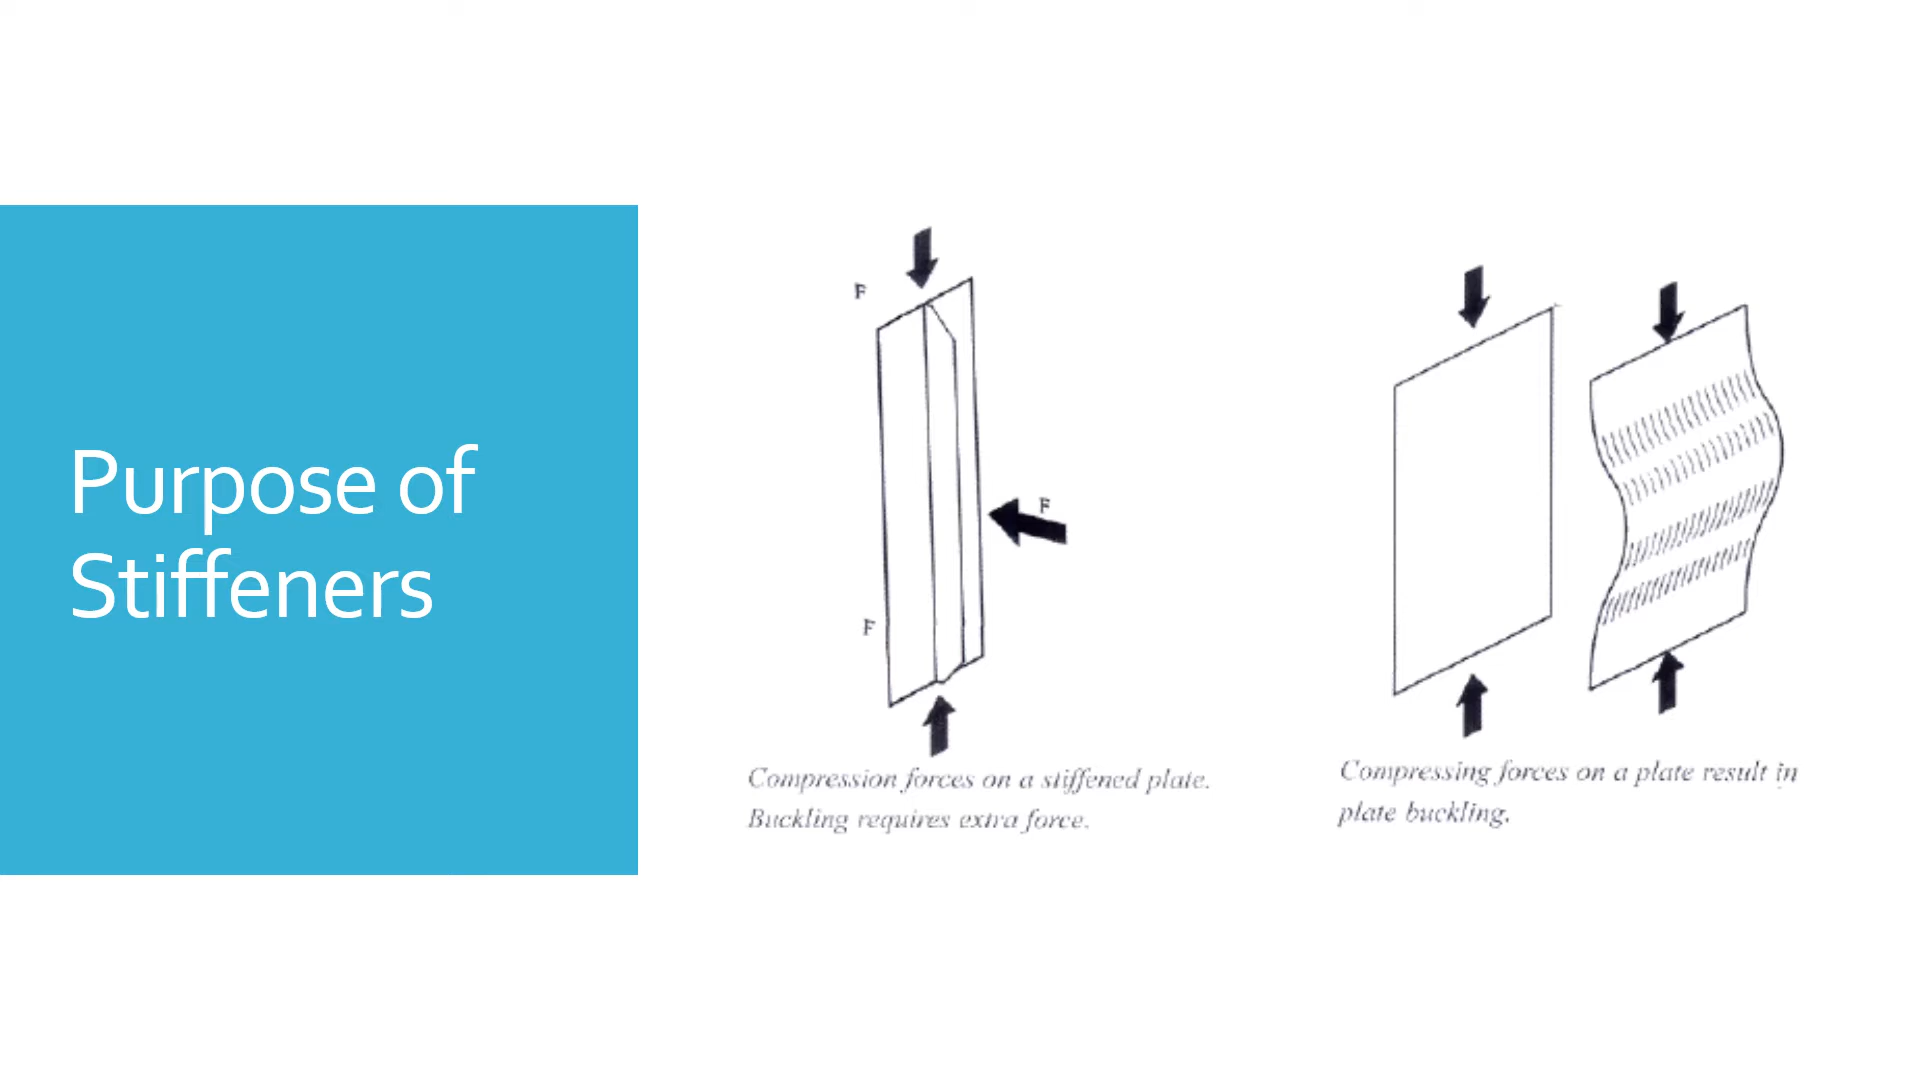 Purpose of
Stiffeners
F
F
F
Compression forces on a stiffened plate.
Buckling requires extra force.
Compressing forces on a plate result in
plate buckling.